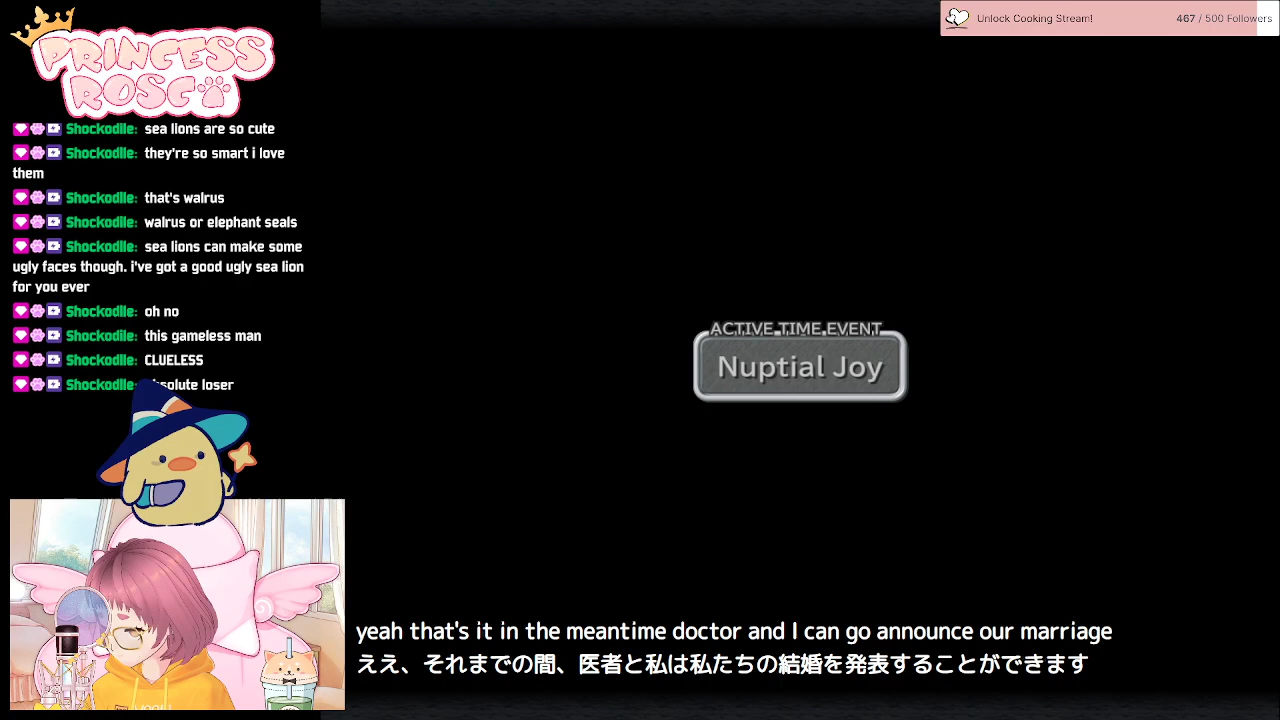 PRINCESS
ROSE
Unlock Cooking Stream!
467 / 500 Followers
Shockodile: sea lions are so cute
Shockodile: they're so smart i love
them
Shockodile: that's walrus
Shockodile: walrus or elephant seals
Shockodile: sea lions can make some
ugly faces though. i've got a good ugly sea lion
for you ever
Shockodile: oh no
Shockodile: this gameless man
Shockodile: CLUELESS
Shockodile: absolute loser
ACTIVE TIME EVENT
Nuptial Joy
yeah that's it in the meantime doctor and I can go announce our marriage
ええ、それまでの間、医者と私は私たちの結婚を発表することができます